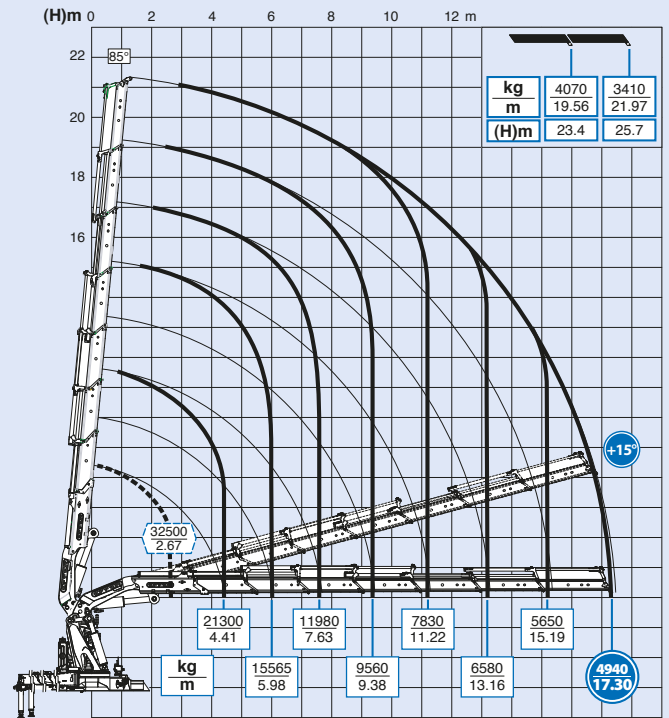 (H)m 0 2 4 6 8 10 12 m
85°
22
20
18
16
kg 4070 3410
m 19.56 21.97
(H)m 23.4 25.7
+15°
32500
2.67
21300 11980 7830 5650
4.41 7.63 11.22 15.19
kg 15565 9560 6580 4940
m 5.98 9.38 13.16 17.30